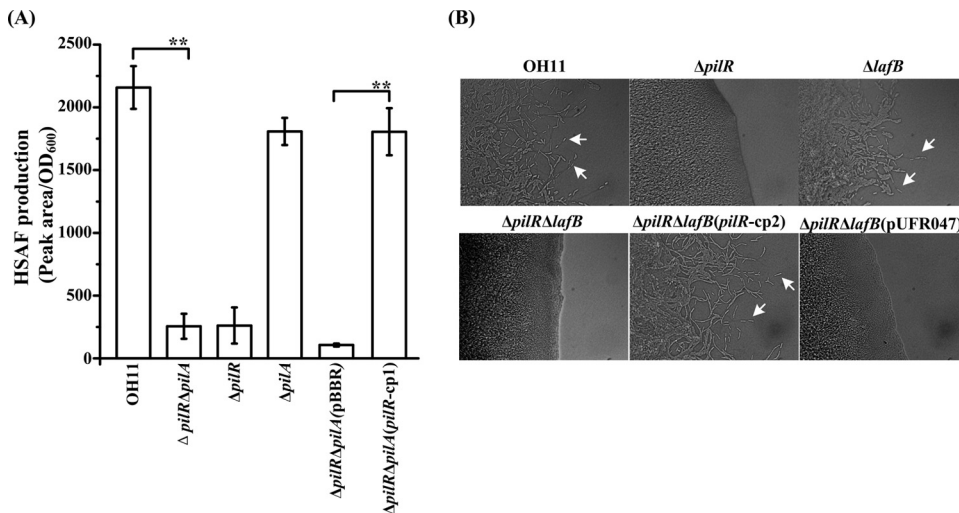 (A)
HSAF production
(Peak area/OD600)
2500
2000
1500
1000
500
0
**
**
OH11
Δ pilRΔpilA
ΔpilR
ΔpilA
ΔpilRΔpilA(pBBR)
ΔpilRΔpilA(pilR-cp1)
(B)
OH11
ΔpilR
ΔlafB
ΔpilRΔlafB
ΔpilRΔlafB(pilR-cp2)
ΔpilRΔlafB(pUFR047)